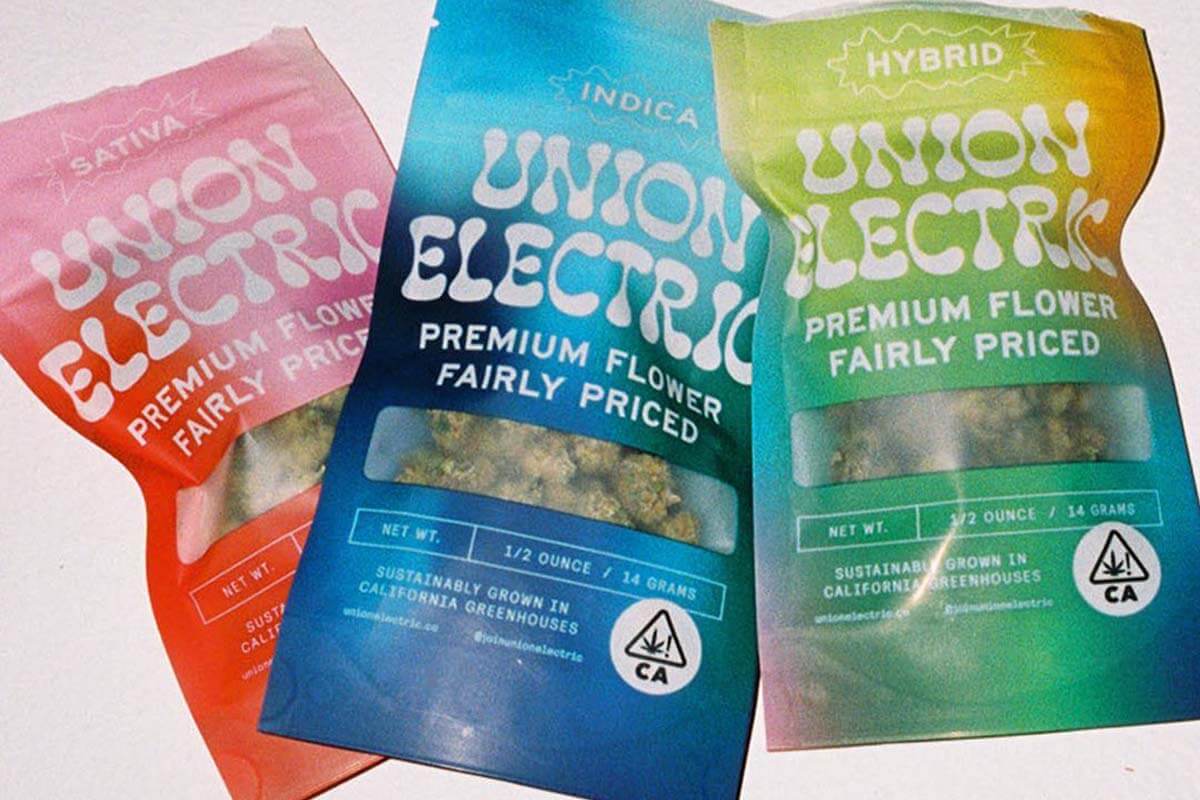 SATIVA
UNION
ELECTRIC
PREMIUM FLOWER
FAIRLY PRICED
NET WT.
INDICA
UNION
ELECTRIC
PREMIUM FLOWER
FAIRLY PRICED
NET WT. 1/2 OUNCE / 14 GRAMS
SUSTAINABLY GROWN IN
CALIFORNIA GREENHOUSES
unionelectric.co @joinunionelectric
CA
HYBRID
UNION
ELECTRIC
PREMIUM FLOWER
FAIRLY PRICED
NET WT. 1/2 OUNCE / 14 GRAMS
SUSTAINABLY GROWN IN
CALIFORNIA GREENHOUSES
unionelectric.co @joinunionelectric
CA